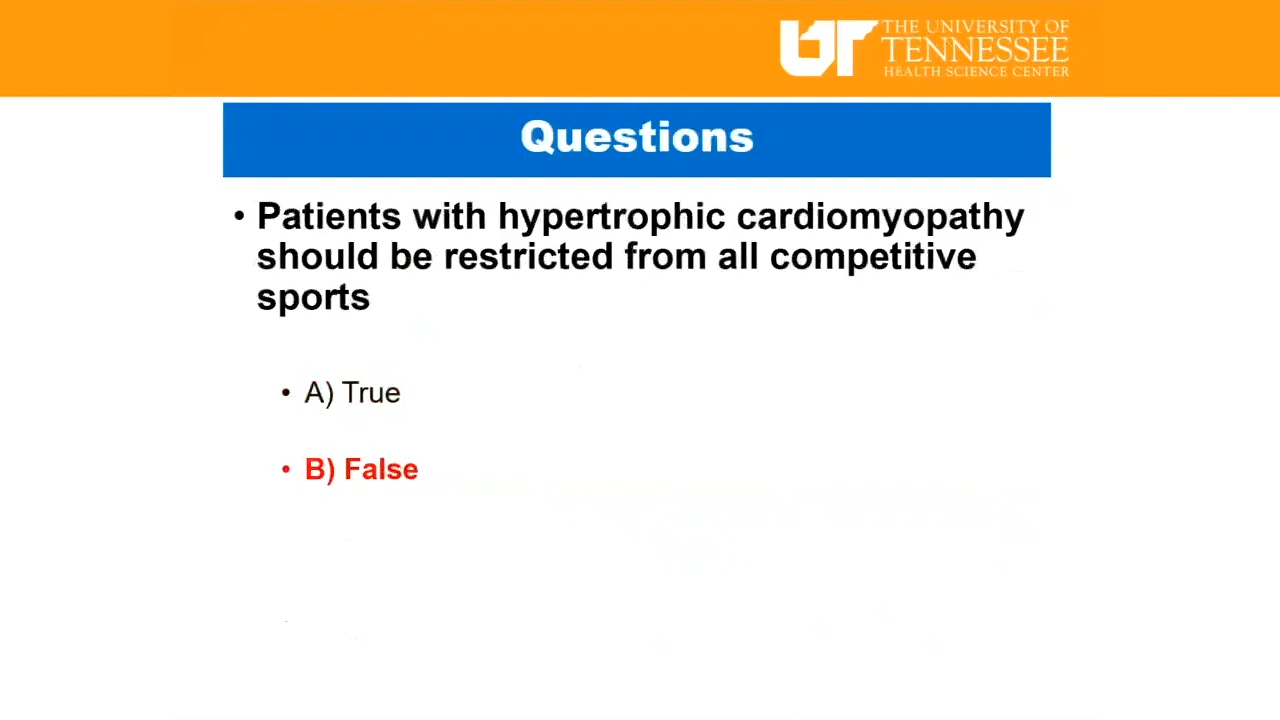 THE UNIVERSITY OF
TENNESSEE
HEALTH SCIENCE CENTER
UT
Questions
• Patients with hypertrophic cardiomyopathy
should be restricted from all competitive
sports
• A) True
• B) False